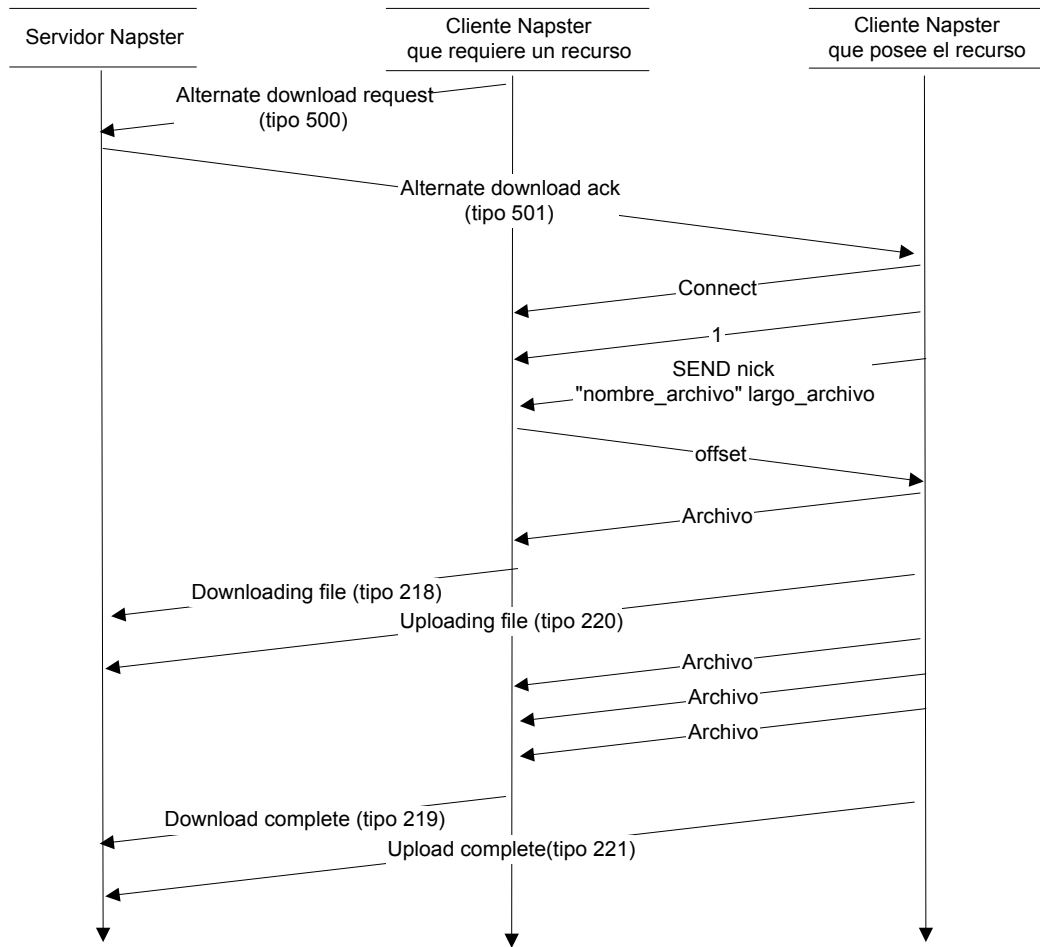 Servidor Napster
Cliente Napster
que requiere un recurso
Cliente Napster
que posee el recurso
Alternate download request
(tipo 500)
Alternate download ack
(tipo 501)
Connect
1
SEND nick
"nombre_archivo" largo_archivo
offset
Archivo
Downloading file (tipo 218)
Uploading file (tipo 220)
Archivo
Archivo
Archivo
Download complete (tipo 219)
Upload complete(tipo 221)